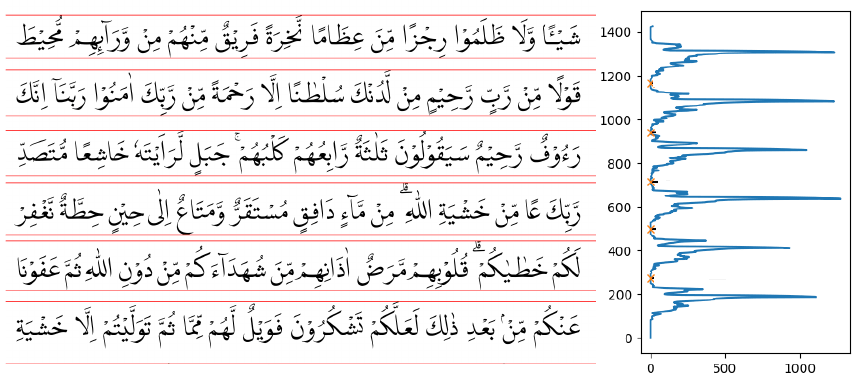 شَيْـًٔا وَّلَا ظَلَمُوْا رِجْزًا مِّنَ عِظَامًا نَّخِرَةً فَرِيْقٌ مِّنْهُمْ مِنْ وَّرَآئِهِمْ مُّحِيْطٌ
قَوْلًا مِّنْ رَّبٍّ رَّحِيْمٍ مِنْ لَّدُنْكَ سُلْطٰنًا اِلَّا رَحْمَةً مِّنْ رَّبِّكَ اٰمَنُوْا رَبَّنَآ اِنَّكَ
رَءُوْفٌ رَّحِيْمٌ سَيَقُوْلُوْنَ ثَلٰثَةٌ رَّابِعُهُمْ كَلْبُهُمْ ۚ جَبَلٍ لَّرَاَيْتَهٗ خَاشِعًا مُّتَصَدِّ
رَّبِّكَ عًا مِّنْ خَشْيَةِ اللّٰهِ ۗ مِنْ مَّآءٍ دَافِقٍ مُسْتَقَرٌّ وَّمَتَاعٌ اِلٰى حِيْنٍ حِطَّةٌ نَّغْفِرْ
لَكُمْ خَطٰيٰكُمْ ۗ قُلُوْبِهِمْ مَّرَضٌ اٰذَانِهِمْ مِّنَ شُهَدَآءَكُمْ مِّنْ دُوْنِ اللّٰهِ ثُمَّ عَفَوْنَا
عَنْكُمْ مِّنْۢ بَعْدِ ذٰلِكَ لَعَلَّكُمْ تَشْكُرُوْنَ فَوَيْلٌ لَّهُمْ مِّمَّا ثُمَّ تَوَلَّيْتُمْ اِلَّا خَشْيَةِ
1400
1200
1000
800
600
400
200
0
0 500 1000